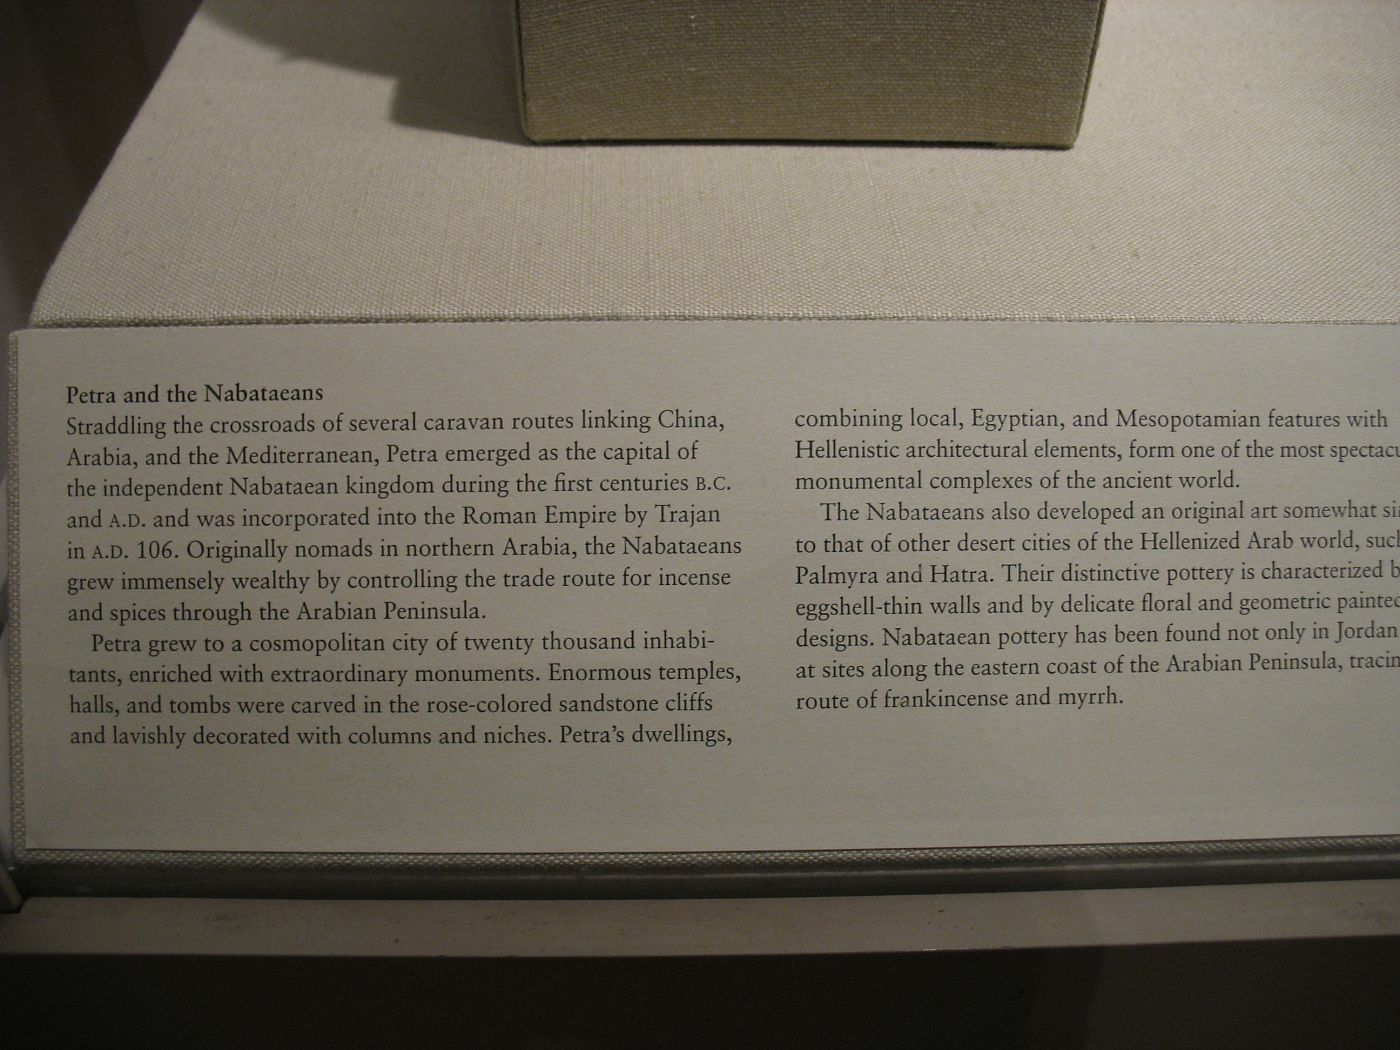 Petra and the Nabataeans
Straddling the crossroads of several caravan routes linking China,
Arabia, and the Mediterranean, Petra emerged as the capital of
the independent Nabataean kingdom during the first centuries B.C.
and A.D. and was incorporated into the Roman Empire by Trajan
in A.D. 106. Originally nomads in northern Arabia, the Nabataeans
grew immensely wealthy by controlling the trade route for incense
and spices through the Arabian Peninsula.
Petra grew to a cosmopolitan city of twenty thousand inhabi-
tants, enriched with extraordinary monuments. Enormous temples,
halls, and tombs were carved in the rose-colored sandstone cliffs
and lavishly decorated with columns and niches. Petra's dwellings,
combining local, Egyptian, and Mesopotamian features with
Hellenistic architectural elements, form one of the most
monumental complexes of the ancient world.
The Nabataeans also developed an original art somewhat
to that of other desert cities of the Hellenized Arab world,
Palmyra and Hatra. Their distinctive pottery is characterized
eggshell-thin walls and by delicate floral and geometric
designs. Nabataean pottery has been found not only in Jordan
at sites along the eastern coast of the Arabian Peninsula,
route of frankincense and myrrh.